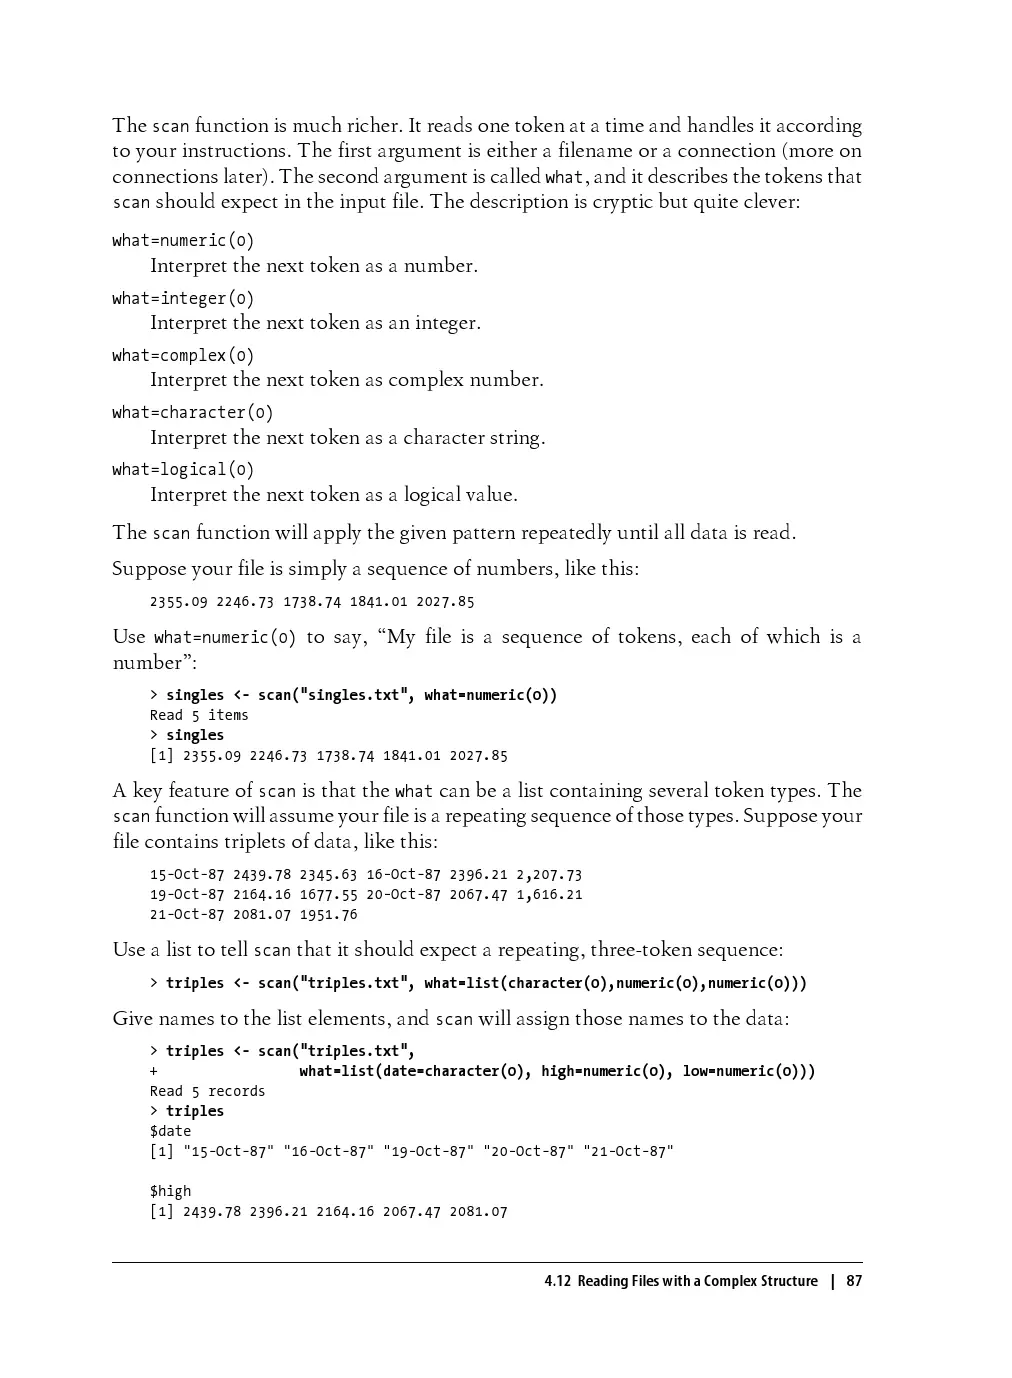 The scan function is much richer. It reads one token at a time and handles it according
to your instructions. The first argument is either a filename or a connection (more on
connections later). The second argument is called what, and it describes the tokens that
scan should expect in the input file. The description is cryptic but quite clever:
what=numeric(0)
Interpret the next token as a number.
what=integer(0)
Interpret the next token as an integer.
what=complex(0)
Interpret the next token as complex number.
what=character(0)
Interpret the next token as a character string.
what=logical(0)
Interpret the next token as a logical value.
The scan function will apply the given pattern repeatedly until all data is read.
Suppose your file is simply a sequence of numbers, like this:
2355.09 2246.73 1738.74 1841.01 2027.85
Use what=numeric(0) to say, “My file is a sequence of tokens, each of which is a
number”:
> singles <- scan("singles.txt", what=numeric(0))
Read 5 items
> singles
[1] 2355.09 2246.73 1738.74 1841.01 2027.85
A key feature of scan is that the what can be a list containing several token types. The
scan function will assume your file is a repeating sequence of those types. Suppose your
file contains triplets of data, like this:
15-Oct-87 2439.78 2345.63 16-Oct-87 2396.21 2,207.73
19-Oct-87 2164.16 1677.55 20-Oct-87 2067.47 1,616.21
21-Oct-87 2081.07 1951.76
Use a list to tell scan that it should expect a repeating, three-token sequence:
> triples <- scan("triples.txt", what=list(character(0),numeric(0),numeric(0)))
Give names to the list elements, and scan will assign those names to the data:
> triples <- scan("triples.txt",
+                 what=list(date=character(0), high=numeric(0), low=numeric(0)))
Read 5 records
> triples
$date
[1] "15-Oct-87" "16-Oct-87" "19-Oct-87" "20-Oct-87" "21-Oct-87"
$high
[1] 2439.78 2396.21 2164.16 2067.47 2081.07
4.12 Reading Files with a Complex Structure | 87